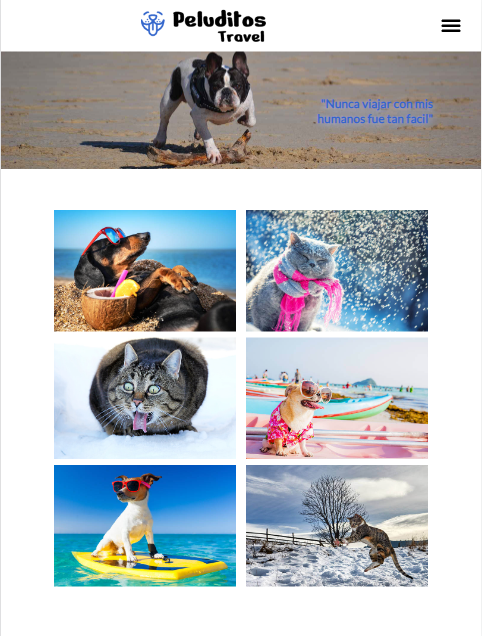 Peluditos
Travel
"Nunca viajar con mis
humanos fue tan facil"